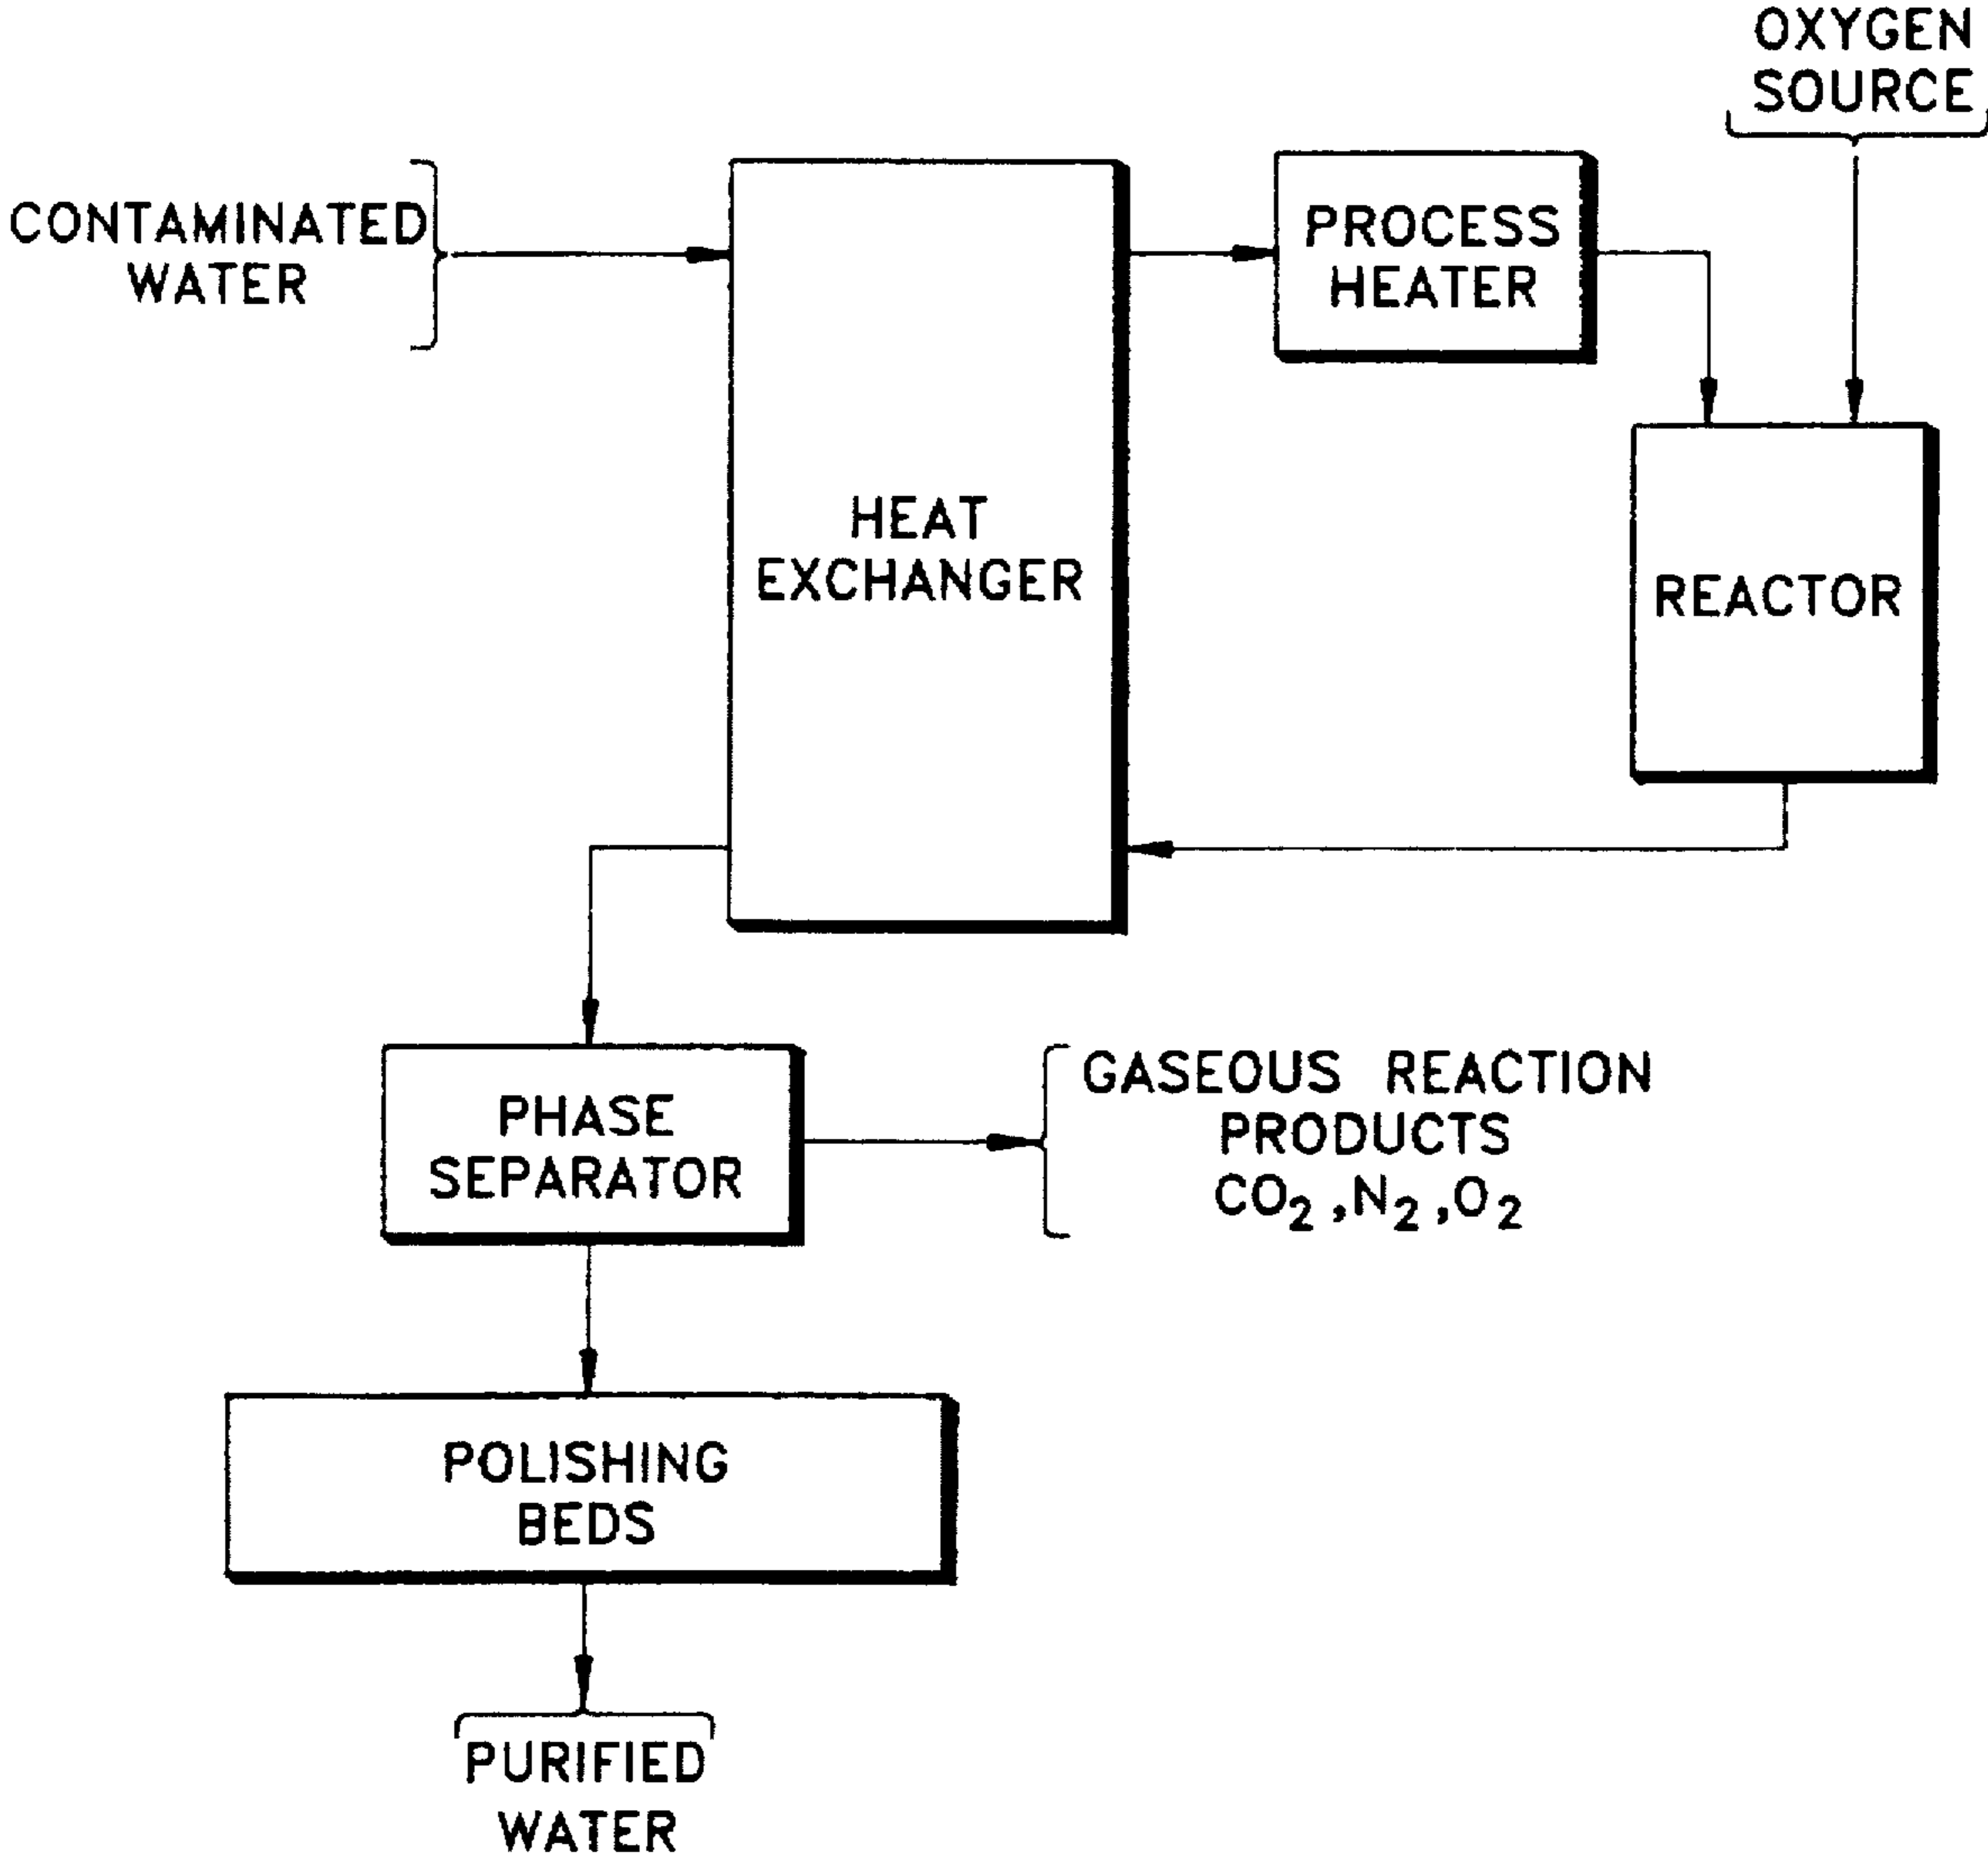 OXYGEN
SOURCE
CONTAMINATED
WATER
PROCESS
HEATER
HEAT
EXCHANGER
REACTOR
PHASE
SEPARATOR
GASEOUS REACTION
PRODUCTS
CO₂,N₂,O₂
POLISHING
BEDS
PURIFIED
WATER